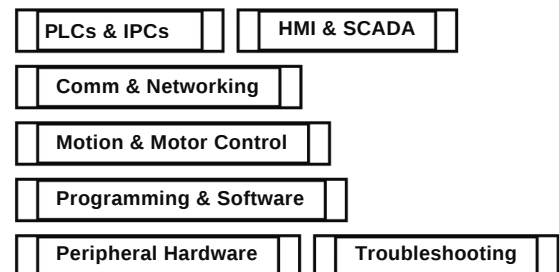 PLCs & IPCs
HMI & SCADA
Comm & Networking
Motion & Motor Control
Programming & Software
Peripheral Hardware
Troubleshooting